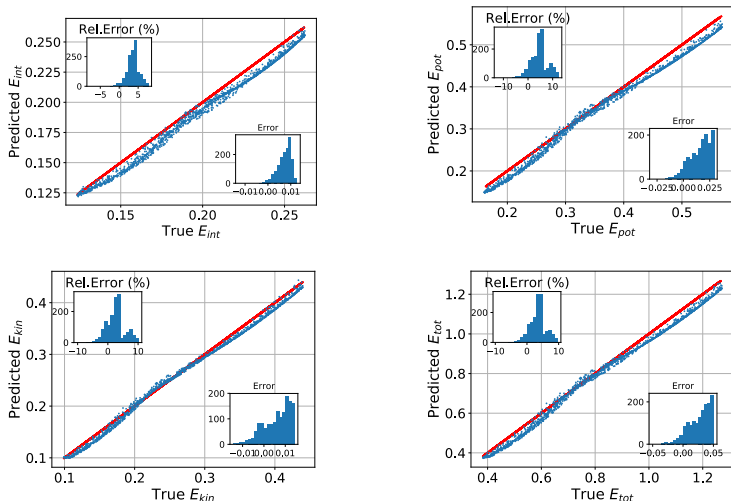 Rel.Error (%)
250
0
−5 0 5
Error
200
0
−0.01 0.00 0.01
0.250
0.225
0.200
0.175
0.150
0.125
0.15 0.20 0.25
Predicted E_int
True E_int
Rel.Error (%)
200
0
−10 0 10
Error
200
0
−0.025 0.000 0.025
0.5
0.4
0.3
0.2
0.2 0.3 0.4 0.5
Predicted E_pot
True E_pot
Rel.Error (%)
200
0
−10 0 10
Error
200
100
0
−0.01 0.00 0.01
0.4
0.3
0.2
0.1
0.1 0.2 0.3 0.4
Predicted E_kin
True E_kin
Rel.Error (%)
200
0
−10 0 10
Error
200
0
−0.05 0.00 0.05
1.2
1.0
0.8
0.6
0.4
0.4 0.6 0.8 1.0 1.2
Predicted E_tot
True E_tot